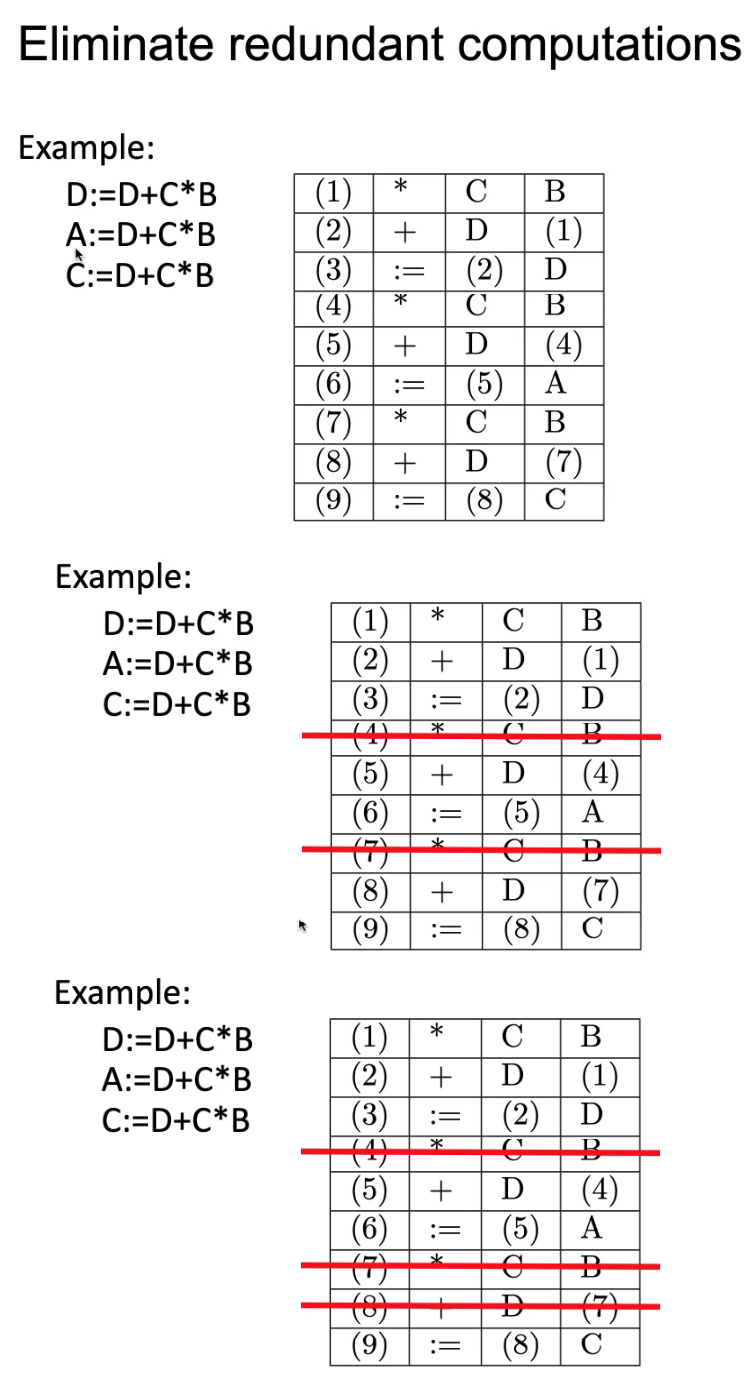 Eliminate redundant computations
Example:
D:=D+C*B
A:=D+C*B
C:=D+C*B
(1) * C B
(2) + D (1)
(3) := (2) D
(4) * C B
(5) + D (4)
(6) := (5) A
(7) * C B
(8) + D (7)
(9) := (8) C
Example:
D:=D+C*B
A:=D+C*B
C:=D+C*B
(1) * C B
(2) + D (1)
(3) := (2) D
(4) * C B
(5) + D (4)
(6) := (5) A
(7) * C B
(8) + D (7)
(9) := (8) C
Example:
D:=D+C*B
A:=D+C*B
C:=D+C*B
(1) * C B
(2) + D (1)
(3) := (2) D
(4) * C B
(5) + D (4)
(6) := (5) A
(7) * C B
(8) + D (7)
(9) := (8) C